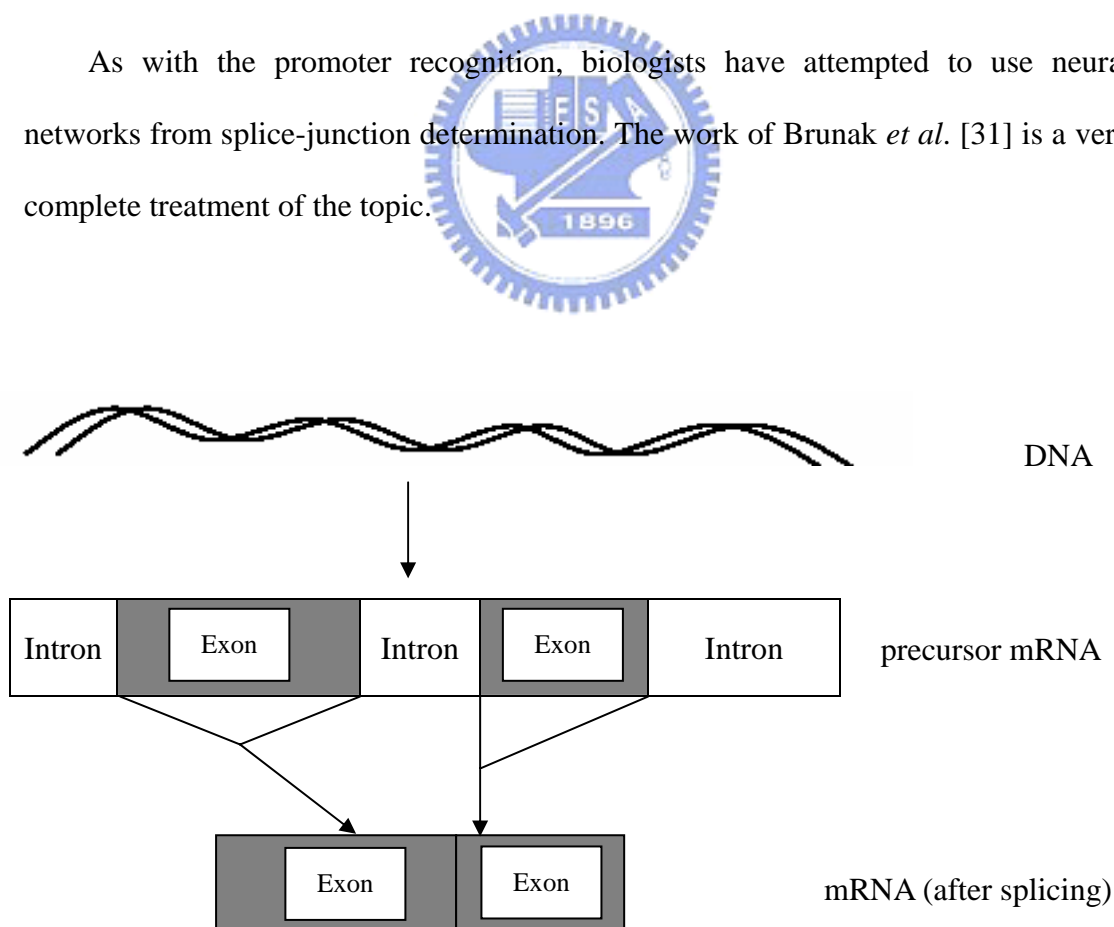 As with the promoter recognition, biologists have attempted to use neura
networks from splice-junction determination. The work of Brunak et al. [31] is a ver
complete treatment of the topic.
E S A
1896
DNA
Intron Exon Intron Exon Intron precursor mRNA
Exon Exon mRNA (after splicing)